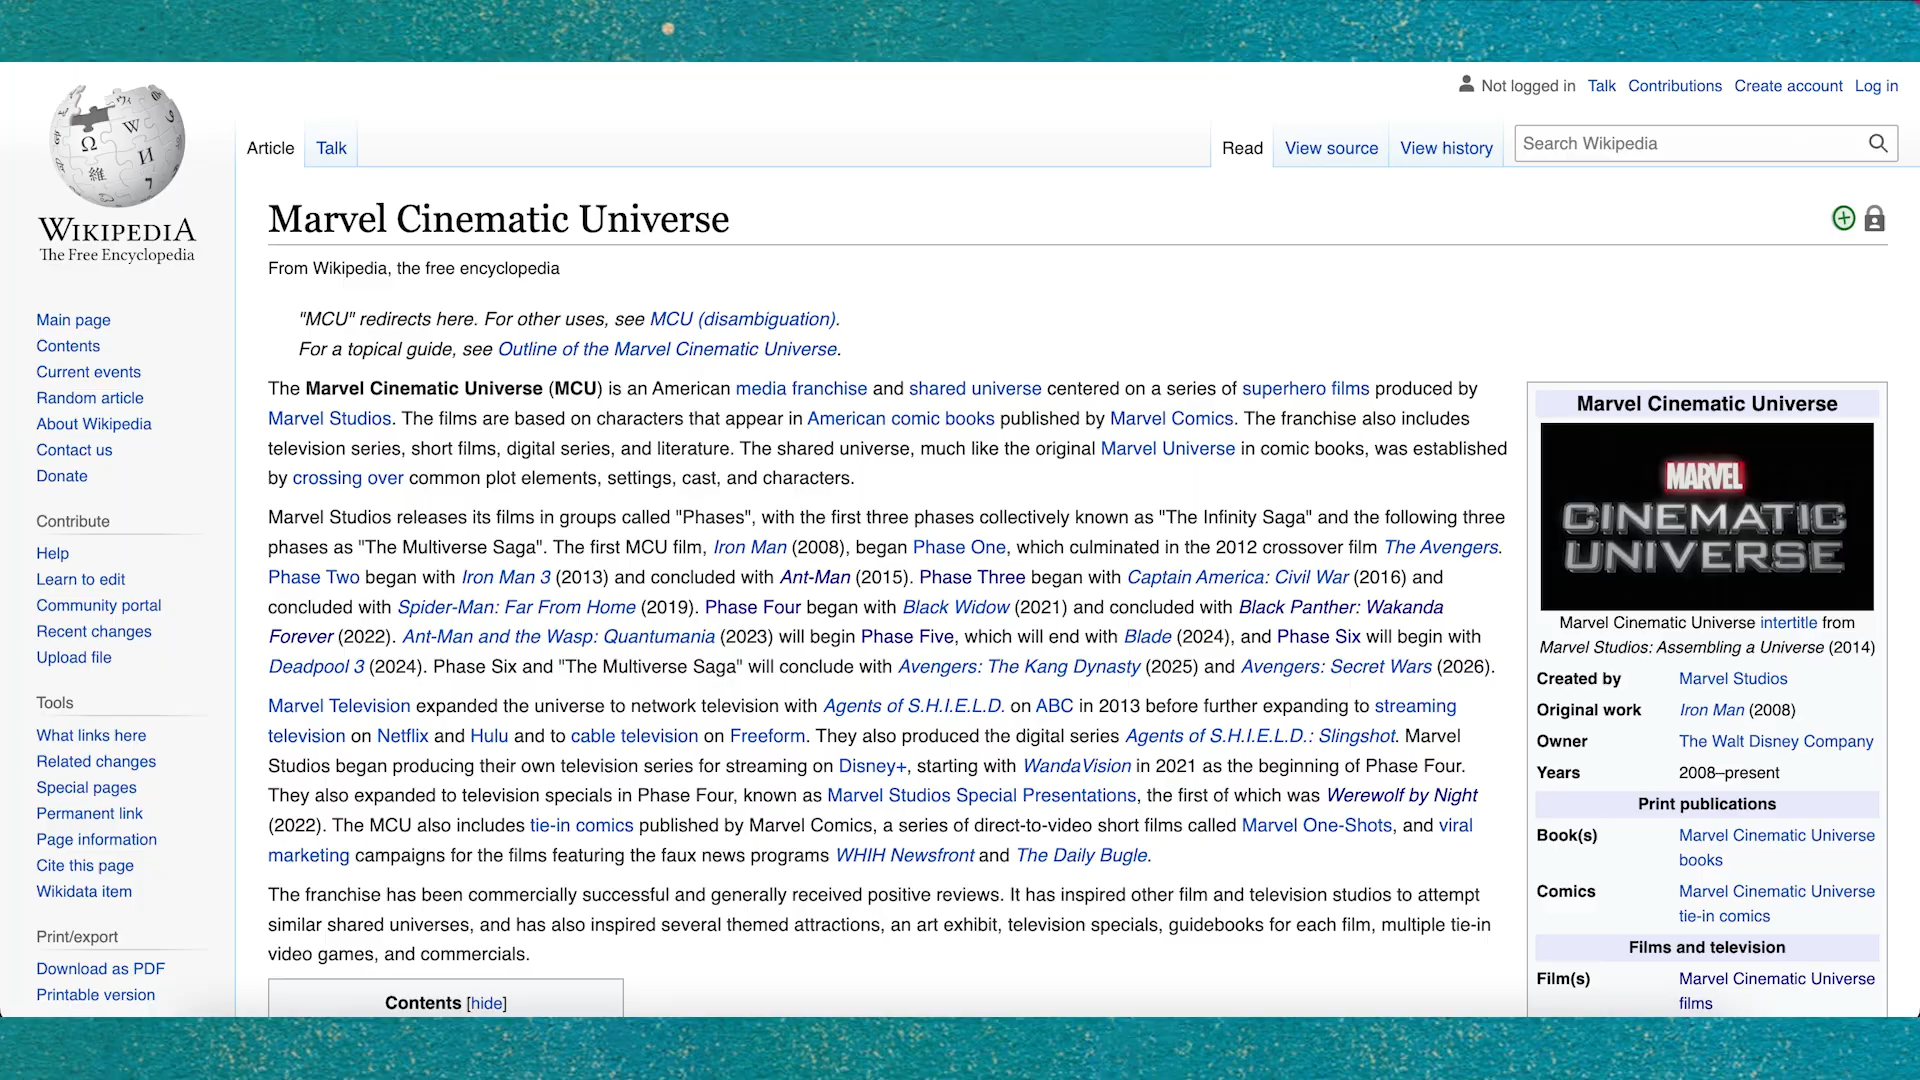 Not logged in Talk Contributions Create account Log in
Article Talk Read View source View history Search Wikipedia
WIKIPEDIA
The Free Encyclopedia
Main page
Contents
Current events
Random article
About Wikipedia
Contact us
Donate
Contribute
Help
Learn to edit
Community portal
Recent changes
Upload file
Tools
What links here
Related changes
Special pages
Permanent link
Page information
Cite this page
Wikidata item
Print/export
Download as PDF
Printable version
Marvel Cinematic Universe
From Wikipedia, the free encyclopedia
"MCU" redirects here. For other uses, see MCU (disambiguation).
For a topical guide, see Outline of the Marvel Cinematic Universe.
The Marvel Cinematic Universe (MCU) is an American media franchise and shared universe centered on a series of superhero films produced by
Marvel Studios. The films are based on characters that appear in American comic books published by Marvel Comics. The franchise also includes
television series, short films, digital series, and literature. The shared universe, much like the original Marvel Universe in comic books, was established
by crossing over common plot elements, settings, cast, and characters.
Marvel Studios releases its films in groups called "Phases", with the first three phases collectively known as "The Infinity Saga" and the following three
phases as "The Multiverse Saga". The first MCU film, Iron Man (2008), began Phase One, which culminated in the 2012 crossover film The Avengers.
Phase Two began with Iron Man 3 (2013) and concluded with Ant-Man (2015). Phase Three began with Captain America: Civil War (2016) and
concluded with Spider-Man: Far From Home (2019). Phase Four began with Black Widow (2021) and concluded with Black Panther: Wakanda
Forever (2022). Ant-Man and the Wasp: Quantumania (2023) will begin Phase Five, which will end with Blade (2024), and Phase Six will begin with
Deadpool 3 (2024). Phase Six and "The Multiverse Saga" will conclude with Avengers: The Kang Dynasty (2025) and Avengers: Secret Wars (2026).
Marvel Television expanded the universe to network television with Agents of S.H.I.E.L.D. on ABC in 2013 before further expanding to streaming
television on Netflix and Hulu and to cable television on Freeform. They also produced the digital series Agents of S.H.I.E.L.D.: Slingshot. Marvel
Studios began producing their own television series for streaming on Disney+, starting with WandaVision in 2021 as the beginning of Phase Four.
They also expanded to television specials in Phase Four, known as Marvel Studios Special Presentations, the first of which was Werewolf by Night
(2022). The MCU also includes tie-in comics published by Marvel Comics, a series of direct-to-video short films called Marvel One-Shots, and viral
marketing campaigns for the films featuring the faux news programs WHIH Newsfront and The Daily Bugle.
The franchise has been commercially successful and generally received positive reviews. It has inspired other film and television studios to attempt
similar shared universes, and has also inspired several themed attractions, an art exhibit, television specials, guidebooks for each film, multiple tie-in
video games, and commercials.
Contents [hide]
Marvel Cinematic Universe
MARVEL
CINEMATIC
UNIVERSE
Marvel Cinematic Universe intertitle from
Marvel Studios: Assembling a Universe (2014)
Created by Marvel Studios
Original work Iron Man (2008)
Owner The Walt Disney Company
Years 2008–present
Print publications
Book(s) Marvel Cinematic Universe
books
Comics Marvel Cinematic Universe
tie-in comics
Films and television
Film(s) Marvel Cinematic Universe
films